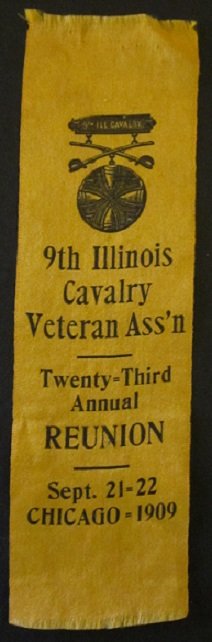 9TH ILL CAVALRY
9th Illinois
Cavalry
Veteran Ass'n
Twenty=Third
Annual
REUNION
Sept. 21=22
CHICAGO=1909